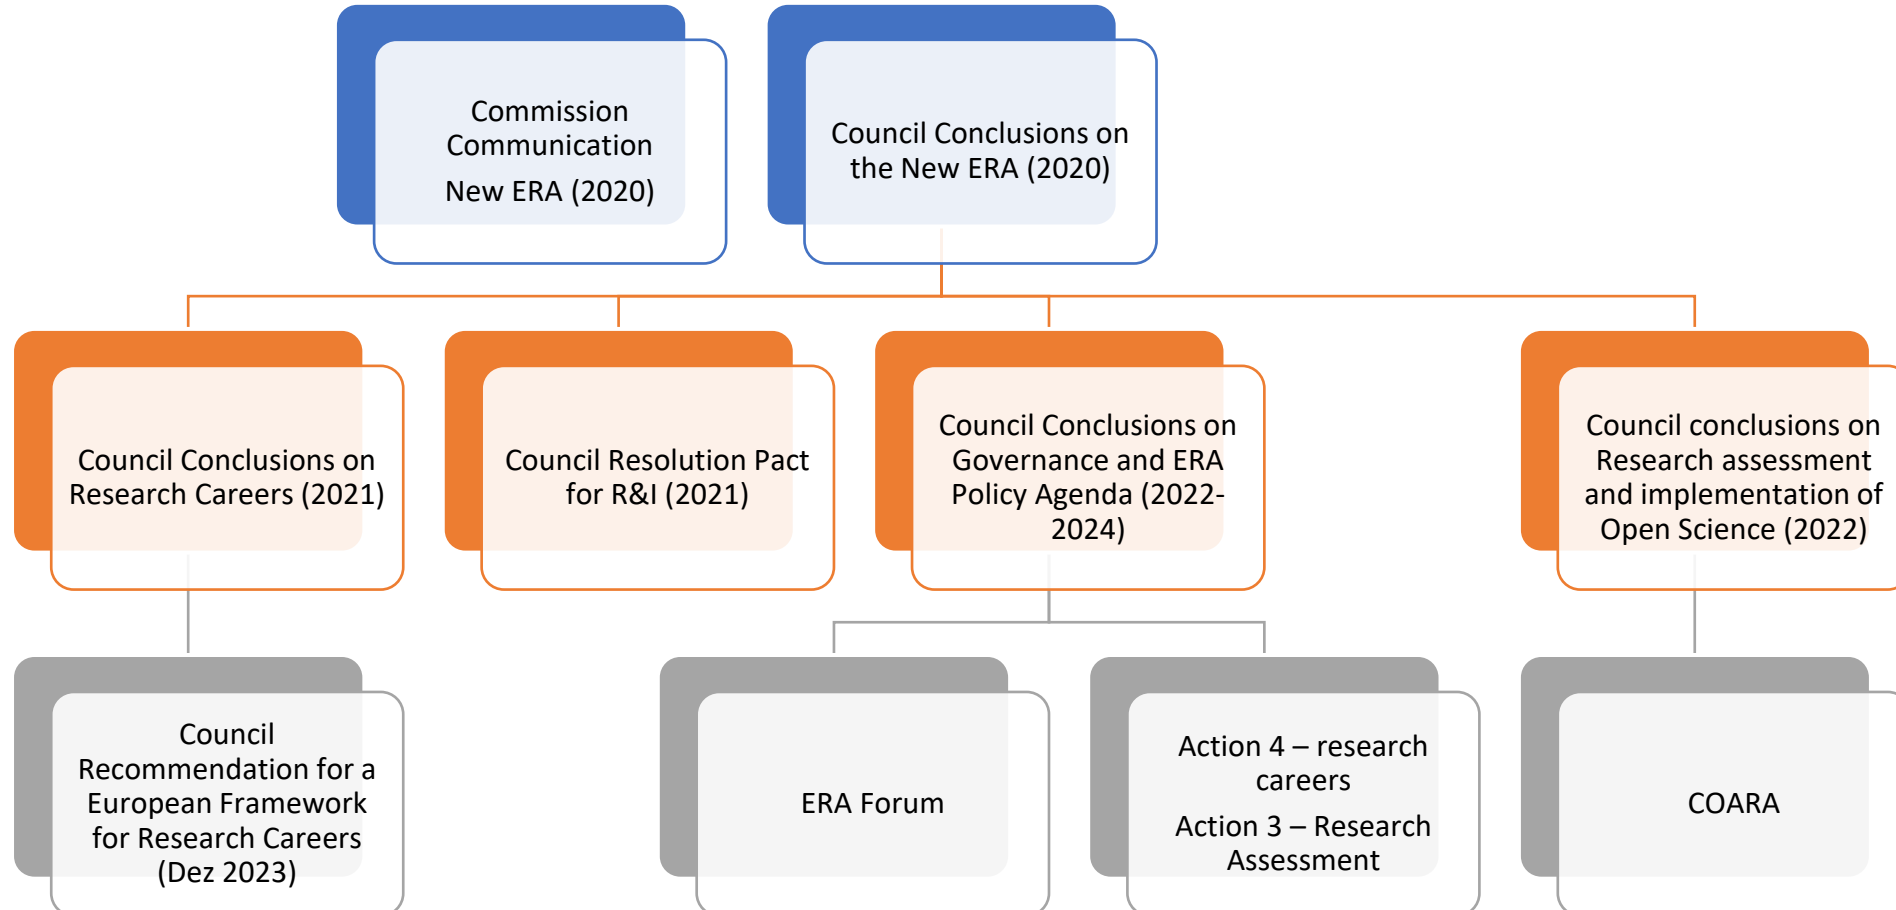 Commission
Communication
New ERA (2020)
Council Conclusions on
the New ERA (2020)
Council Conclusions on
Research Careers (2021)
Council Resolution Pact
for R&I (2021)
Council Conclusions on
Governance and ERA
Policy Agenda (2022-
2024)
Council conclusions on
Research assessment
and implementation of
Open Science (2022)
Council
Recommendation for a
European Framework
for Research Careers
(Dez 2023)
ERA Forum
Action 4 – research
careers
Action 3 – Research
Assessment
COARA